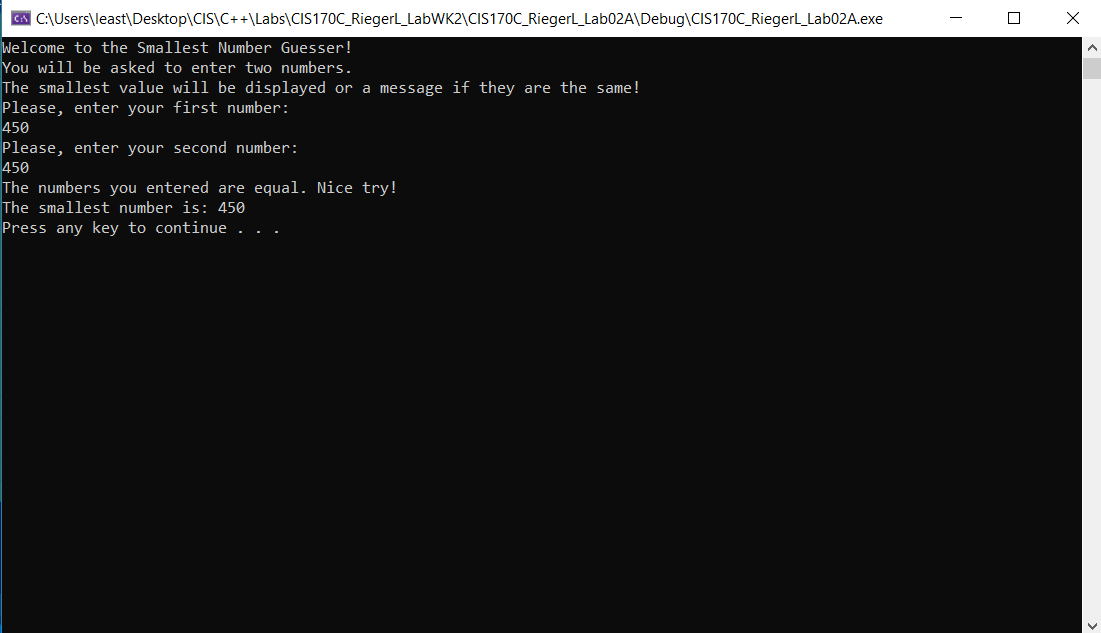 C:\Users\least\Desktop\CIS\C++\Labs\CIS170C_RiegerL_LabWK2\CIS170C_RiegerL_Lab02A\Debug\CIS170C_RiegerL_Lab02A.exe
Welcome to the Smallest Number Guesser!
You will be asked to enter two numbers.
The smallest value will be displayed or a message if they are the same!
Please, enter your first number:
450
Please, enter your second number:
450
The numbers you entered are equal. Nice try!
The smallest number is: 450
Press any key to continue . . .